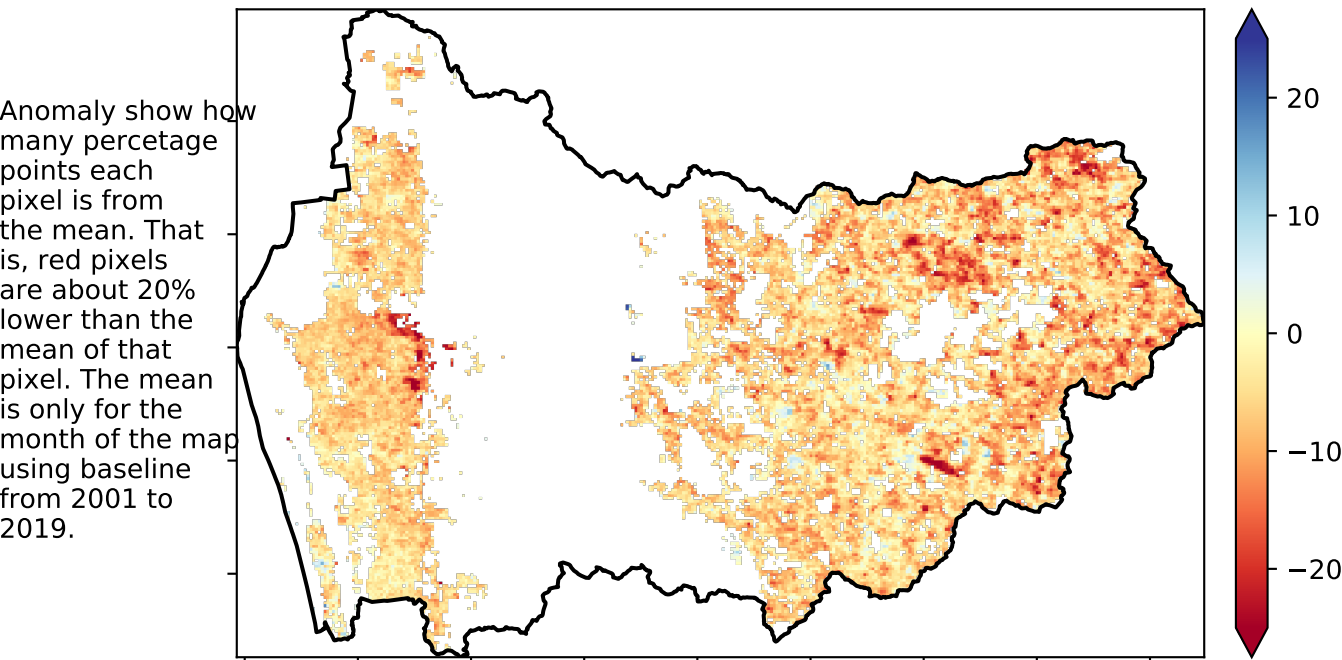 Anomaly show how
many percetage
points each
pixel is from
the mean. That
is, red pixels
are about 20%
lower than the
mean of that
pixel. The mean
is only for the
month of the map
using baseline
from 2001 to
2019.
20
10
0
−10
−20